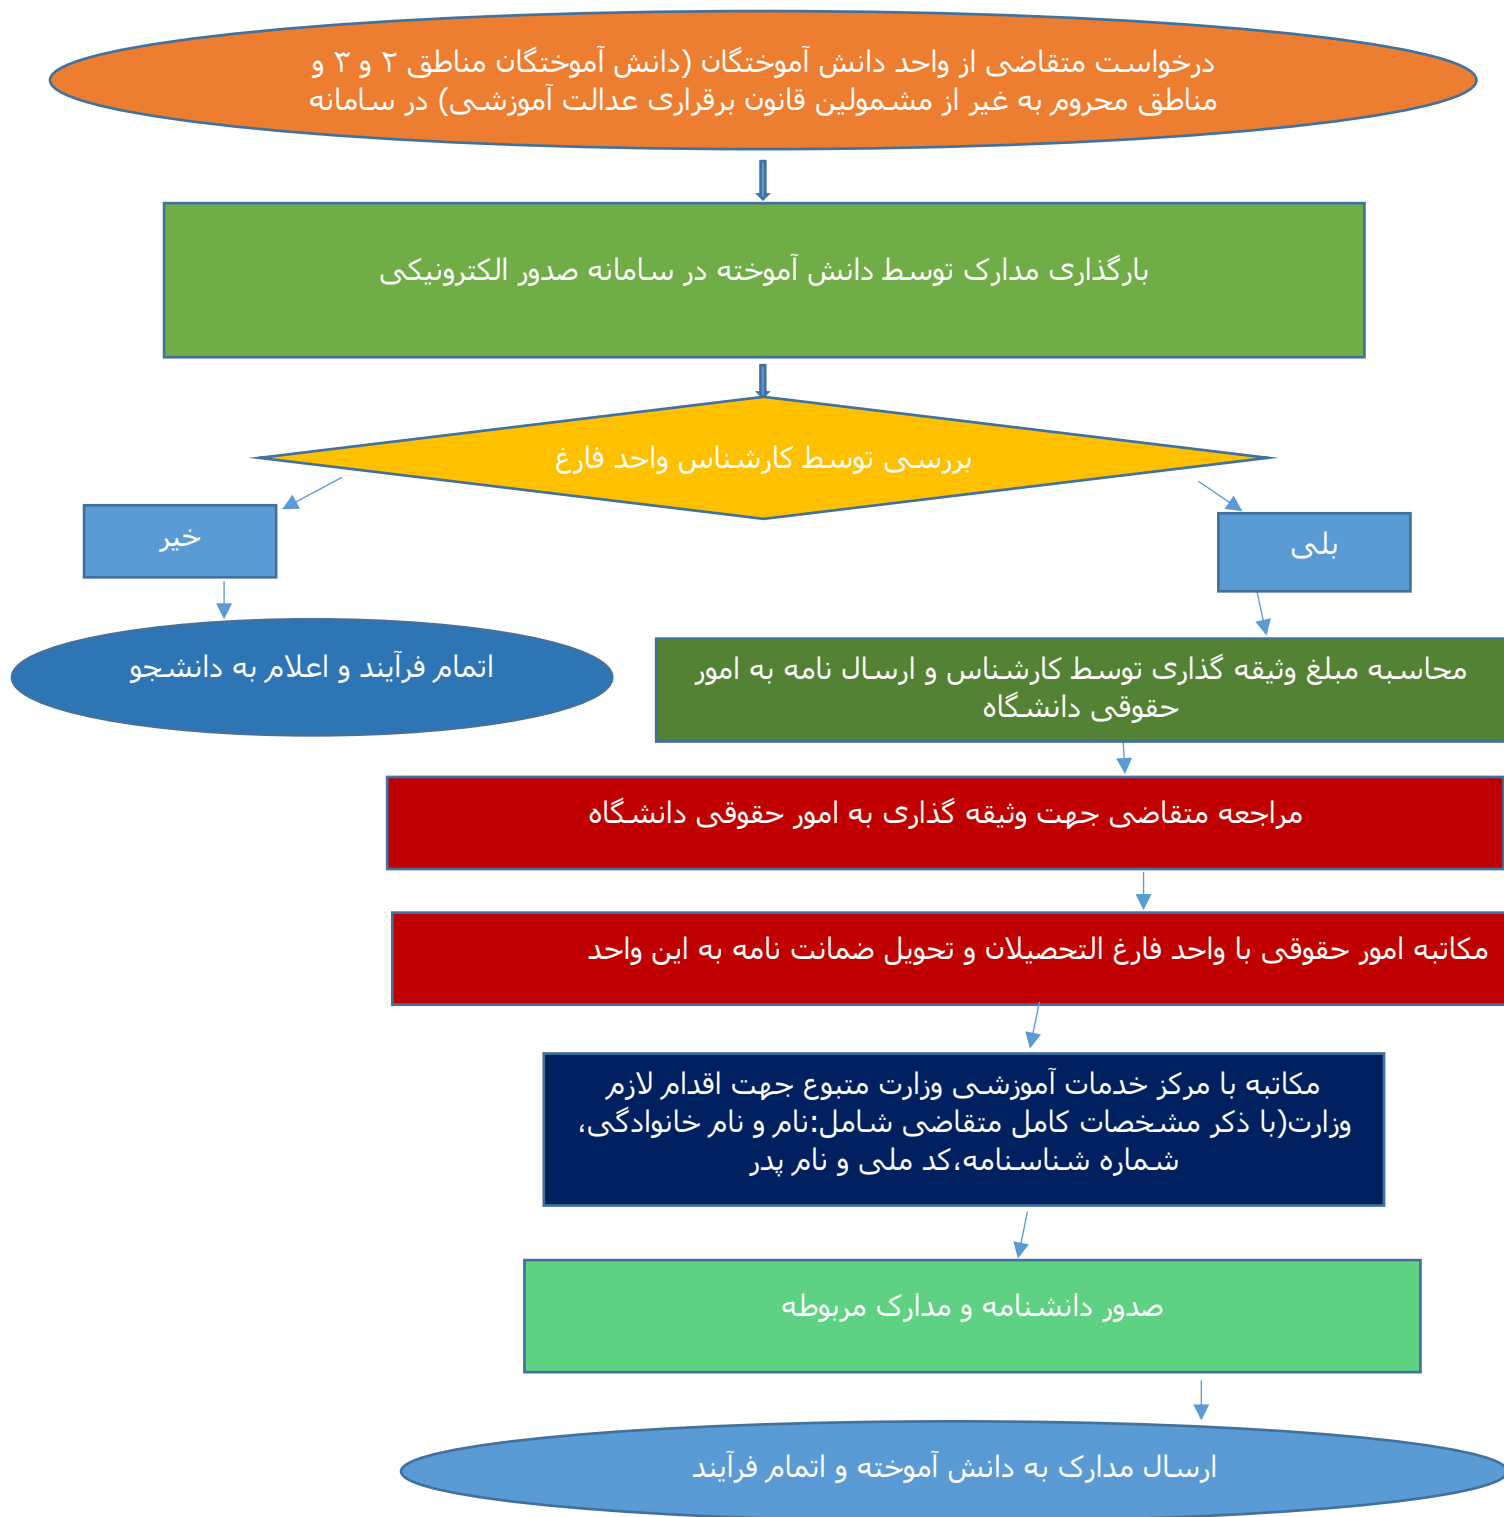 درخواست متقاضی از واحد دانش آموختگان (دانش آموختگان مناطق ۲ و ۳ و
مناطق محروم به غیر از مشمولین قانون برقراری عدالت آموزشی) در سامانه
بارگذاری مدارک توسط دانش آموخته در سامانه صدور الکترونیکی
بررسی توسط کارشناس واحد فارغ
خیر
بلی
اتمام فرآیند و اعلام به دانشجو
محاسبه مبلغ وثیقه گذاری توسط کارشناس و ارسال نامه به امور
حقوقی دانشگاه
مراجعه متقاضی جهت وثیقه گذاری به امور حقوقی دانشگاه
مکاتبه امور حقوقی با واحد فارغ التحصیلان و تحویل ضمانت نامه به این واحد
مکاتبه با مرکز خدمات آموزشی وزارت متبوع جهت اقدام لازم
وزارت(با ذکر مشخصات کامل متقاضی شامل:نام و نام خانوادگی،
شماره شناسنامه،کد ملی و نام پدر
صدور دانشنامه و مدارک مربوطه
ارسال مدارک به دانش آموخته و اتمام فرآیند